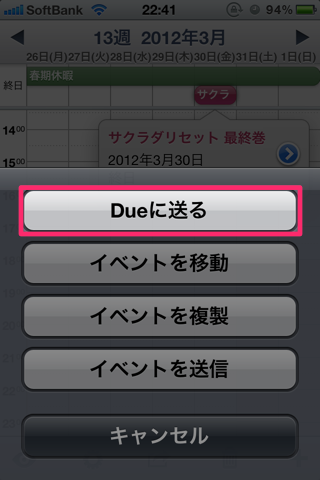 SoftBank 22:41 94%
13週 2012年3月
26日(月) 27日(火) 28日(水) 29日(木) 30日(金) 31日(土) 1日(日)
終日
春期休暇
サクラ
14:00
サクラダリセット 最終巻
2012年3月30日
15:00
Dueに送る
イベントを移動
イベントを複製
イベントを送信
キャンセル